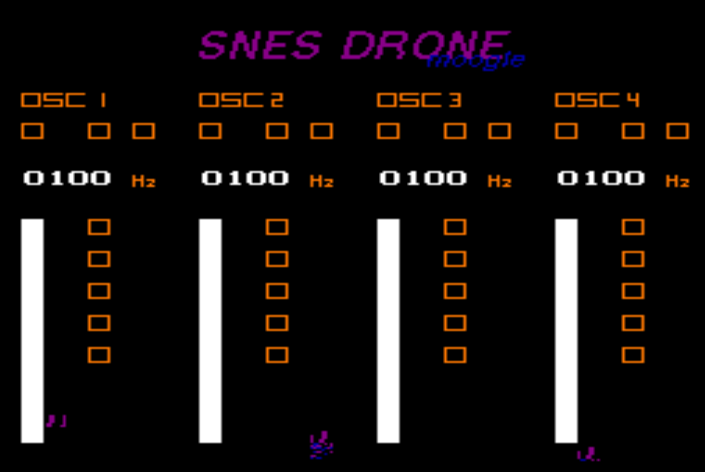 SNES DRONE
moogle
OSC 1 OSC 2 OSC 3 OSC 4
0100 Hz 0100 Hz 0100 Hz 0100 Hz